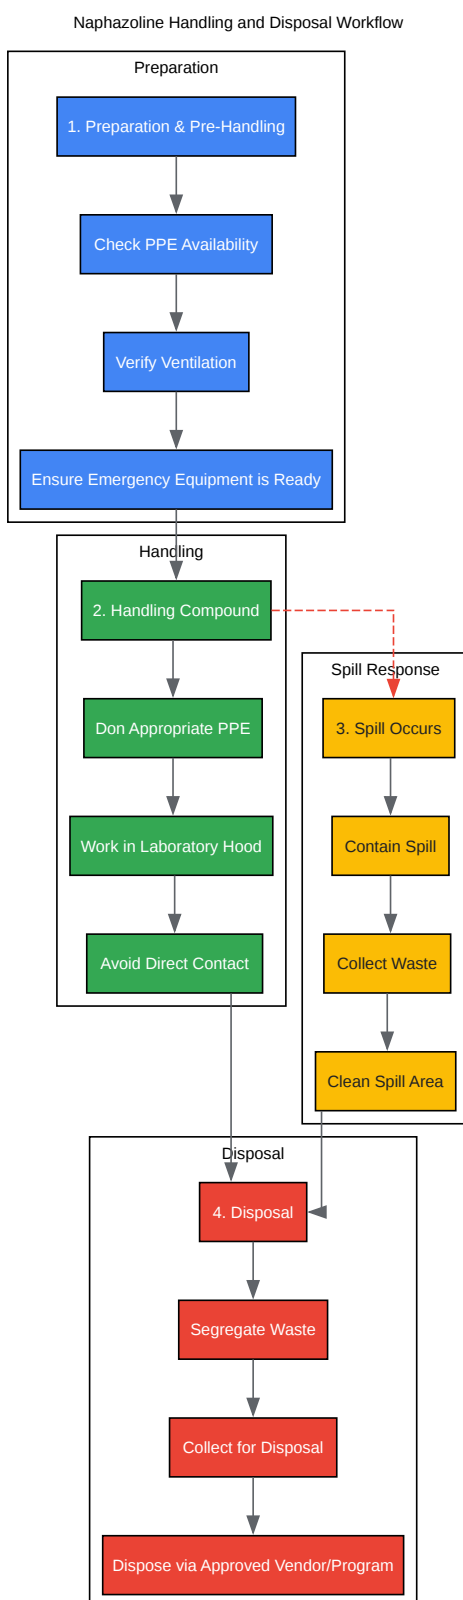 Naphazoline Handling and Disposal Workflow
Preparation
1. Preparation & Pre-Handling
Check PPE Availability
Verify Ventilation
Ensure Emergency Equipment is Ready
Handling
2. Handling Compound
Don Appropriate PPE
Work in Laboratory Hood
Avoid Direct Contact
Spill Response
3. Spill Occurs
Contain Spill
Collect Waste
Clean Spill Area
Disposal
4. Disposal
Segregate Waste
Collect for Disposal
Dispose via Approved Vendor/Program